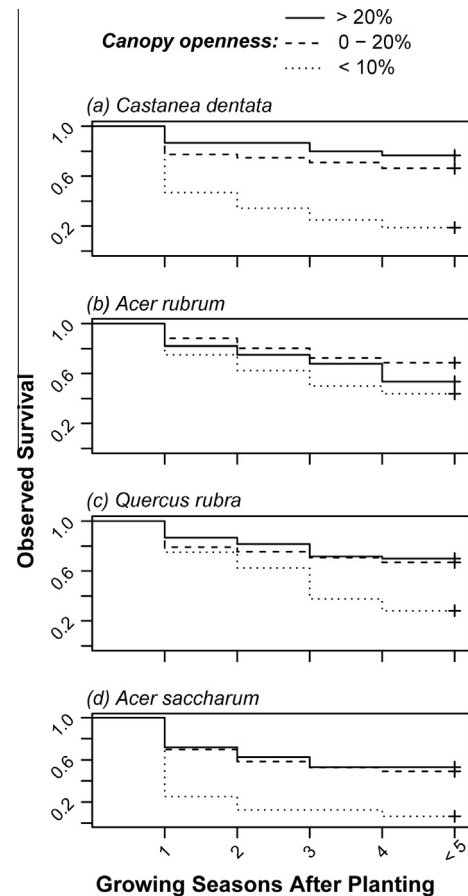 > 20%
Canopy openness: 0 – 20%
< 10%
(a) Castanea dentata
1.0
0.6
0.2
(b) Acer rubrum
1.0
0.6
0.2
Observed Survival
(c) Quercus rubra
1.0
0.6
0.2
(d) Acer saccharum
1.0
0.6
0.2
1 2 3 4 < 5
Growing Seasons After Planting